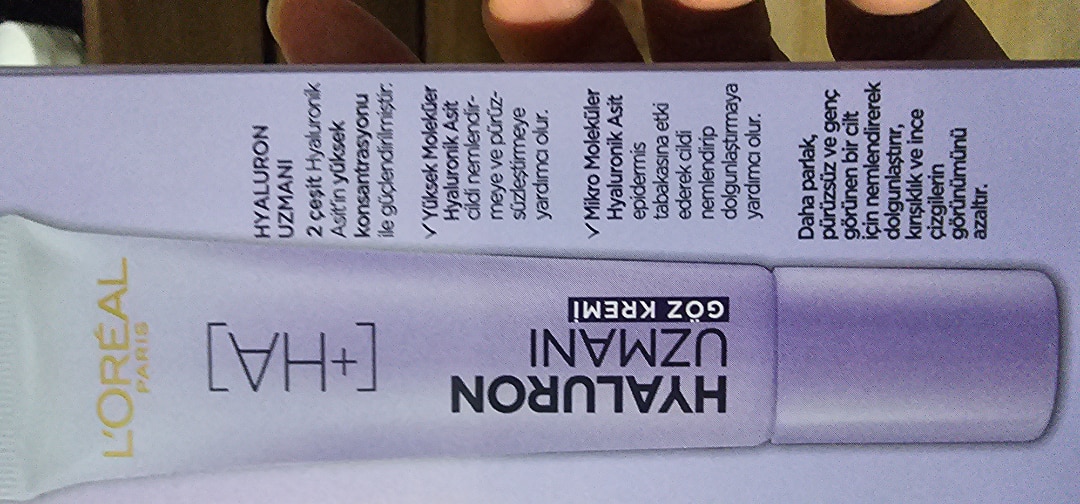 HYALURON
UZMANI
2 çeşit Hyaluronik
Asit'in yüksek
konsantrasyonu
ile güçlendirilmiştir:
✓ Yüksek Moleküler
Hyaluronik Asit
cildi nemlendir-
meye ve pürüz-
süzleştirmeye
yardımcı olur.
✓ Mikro Moleküler
Hyaluronik Asit
epidermis
tabakasına etki
ederek cildi
nemlendirip
dolgunlaştırmaya
yardımcı olur.
Daha parlak,
pürüzsüz ve genç
görünen bir cilt
için nemlendirerek
dolgunlaştırır,
kırışıklık ve ince
çizgilerin
görünümünü
azaltır.
L'ORÉAL
PARIS
[+HA]
HYALURON
UZMANI
GÖZ KREMİ